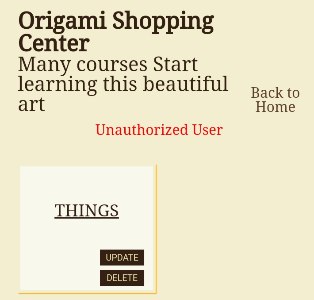 Origami Shopping
Center
Many courses Start
learning this beautiful
art
Back to
Home
Unauthorized User
THINGS
UPDATE
DELETE